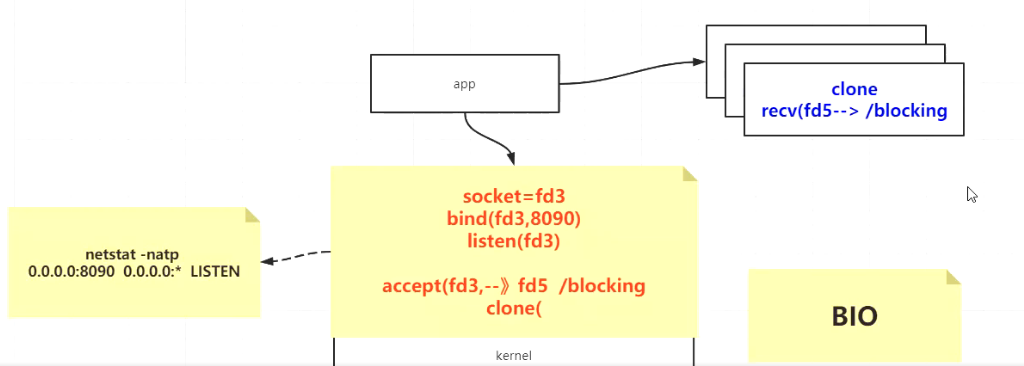 app
clone
recv(fd5--> /blocking
socket=fd3
bind(fd3,8090)
listen(fd3)
accept(fd3,--》fd5 /blocking
clone(
netstat -natp
0.0.0.0:8090 0.0.0.0:* LISTEN
BIO
kernel